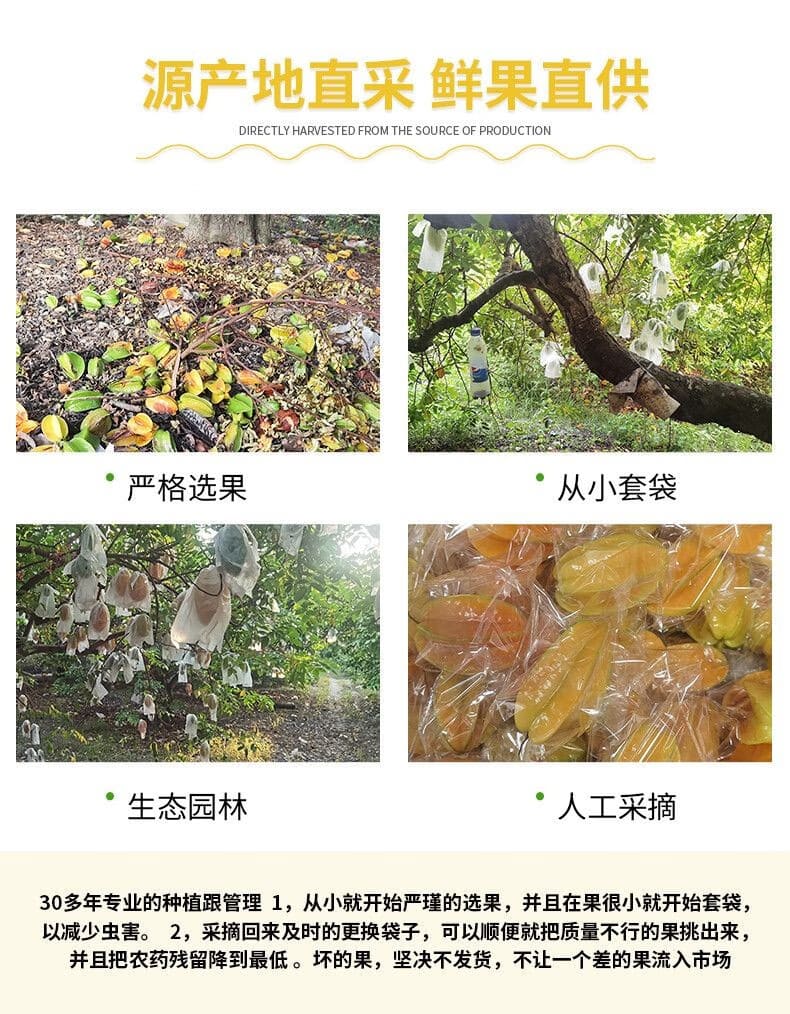 源产地直采 鲜果直供
DIRECTLY HARVESTED FROM THE SOURCE OF PRODUCTION
严格选果
从小套袋
生态园林
人工采摘
30多年专业的种植跟管理 1，从小就开始严瑾的选果，并且在果很小就开始套袋，
以减少虫害。 2，采摘回来及时的更换袋子，可以顺便就把质量不行的果挑出来，
并且把农药残留降到最低 。坏的果，坚决不发货，不让一个差的果流入市场